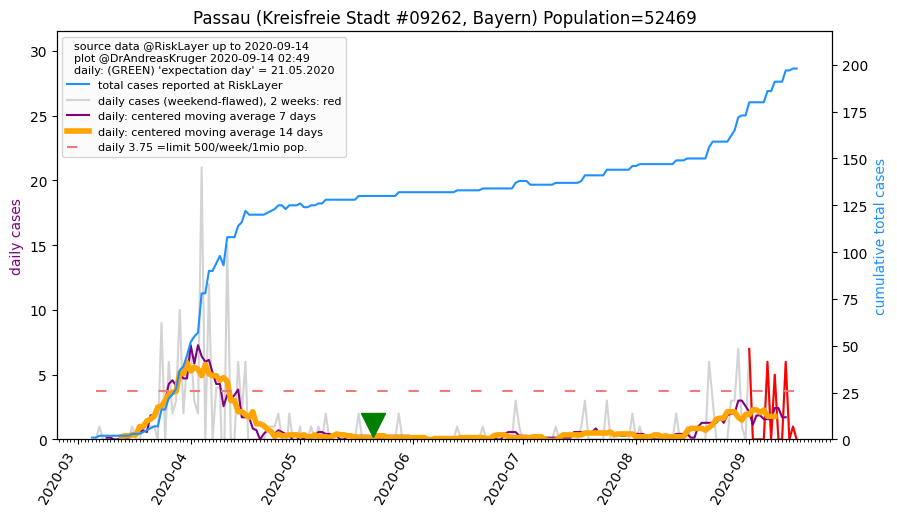 Passau (Kreisfreie Stadt #09262, Bayern) Population=52469
source data @RiskLayer up to 2020-09-14
plot @DrAndreasKruger 2020-09-14 02:49
daily: (GREEN) 'expectation day' = 21.05.2020
total cases reported at RiskLayer
daily cases (weekend-flawed), 2 weeks: red
daily: centered moving average 7 days
daily: centered moving average 14 days
daily 3.75 =limit 500/week/1mio pop.
daily cases
30
25
20
15
10
5
0
cumulative total cases
200
175
150
125
100
75
50
25
0
2020-03
2020-04
2020-05
2020-06
2020-07
2020-08
2020-09